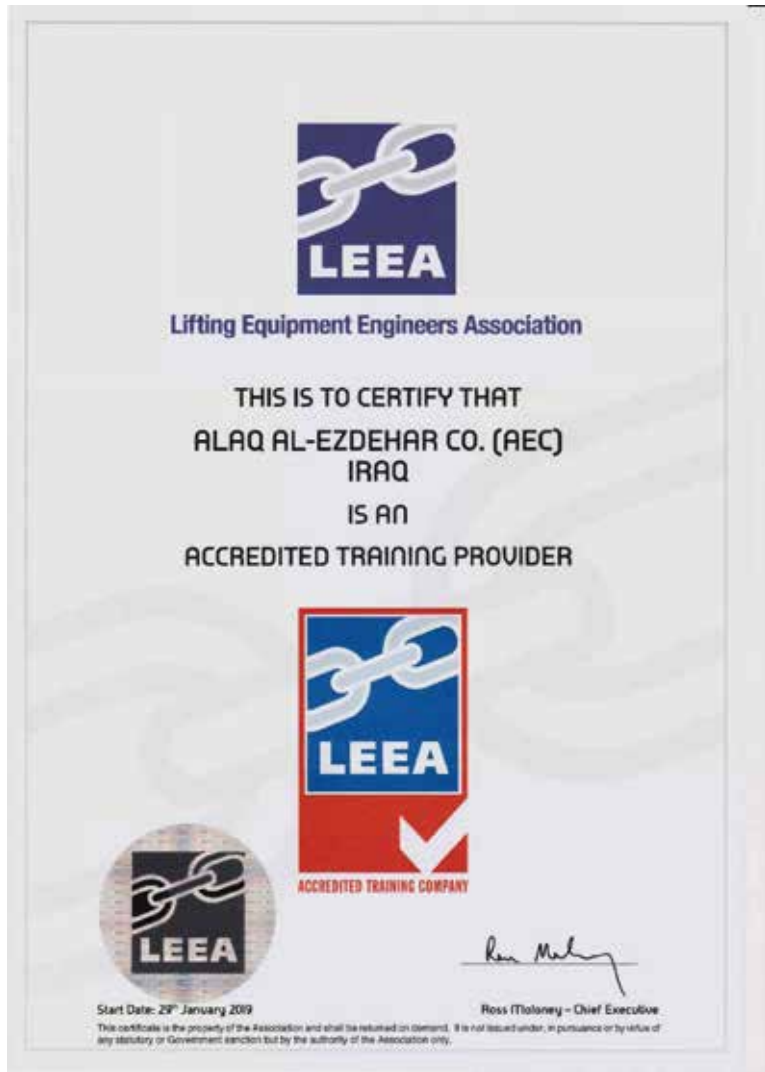 LEEA
Lifting Equipment Engineers Association
THIS IS TO CERTIFY THAT
ALAQ AL-EZDEHAR CO. (AEC)
IRAQ
IS AN
ACCREDITED TRAINING PROVIDER
LEEA
ACCREDITED TRAINING COMPANY
LEEA
Start Date: 29th January 2019
Ross Moloney - Chief Executive
This certificate is the property of the Association and shall be returned on demand. It is not issued under, in pursuance or by virtue of
any statutory or Government sanction but by the authority of the Association only.